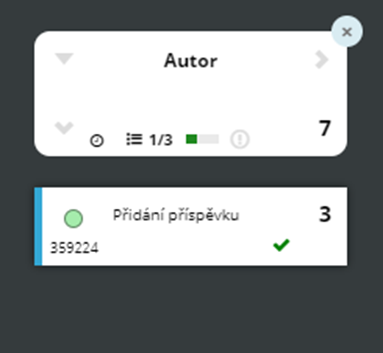 Autor
1/3
7
Přidání příspěvku
3
359224